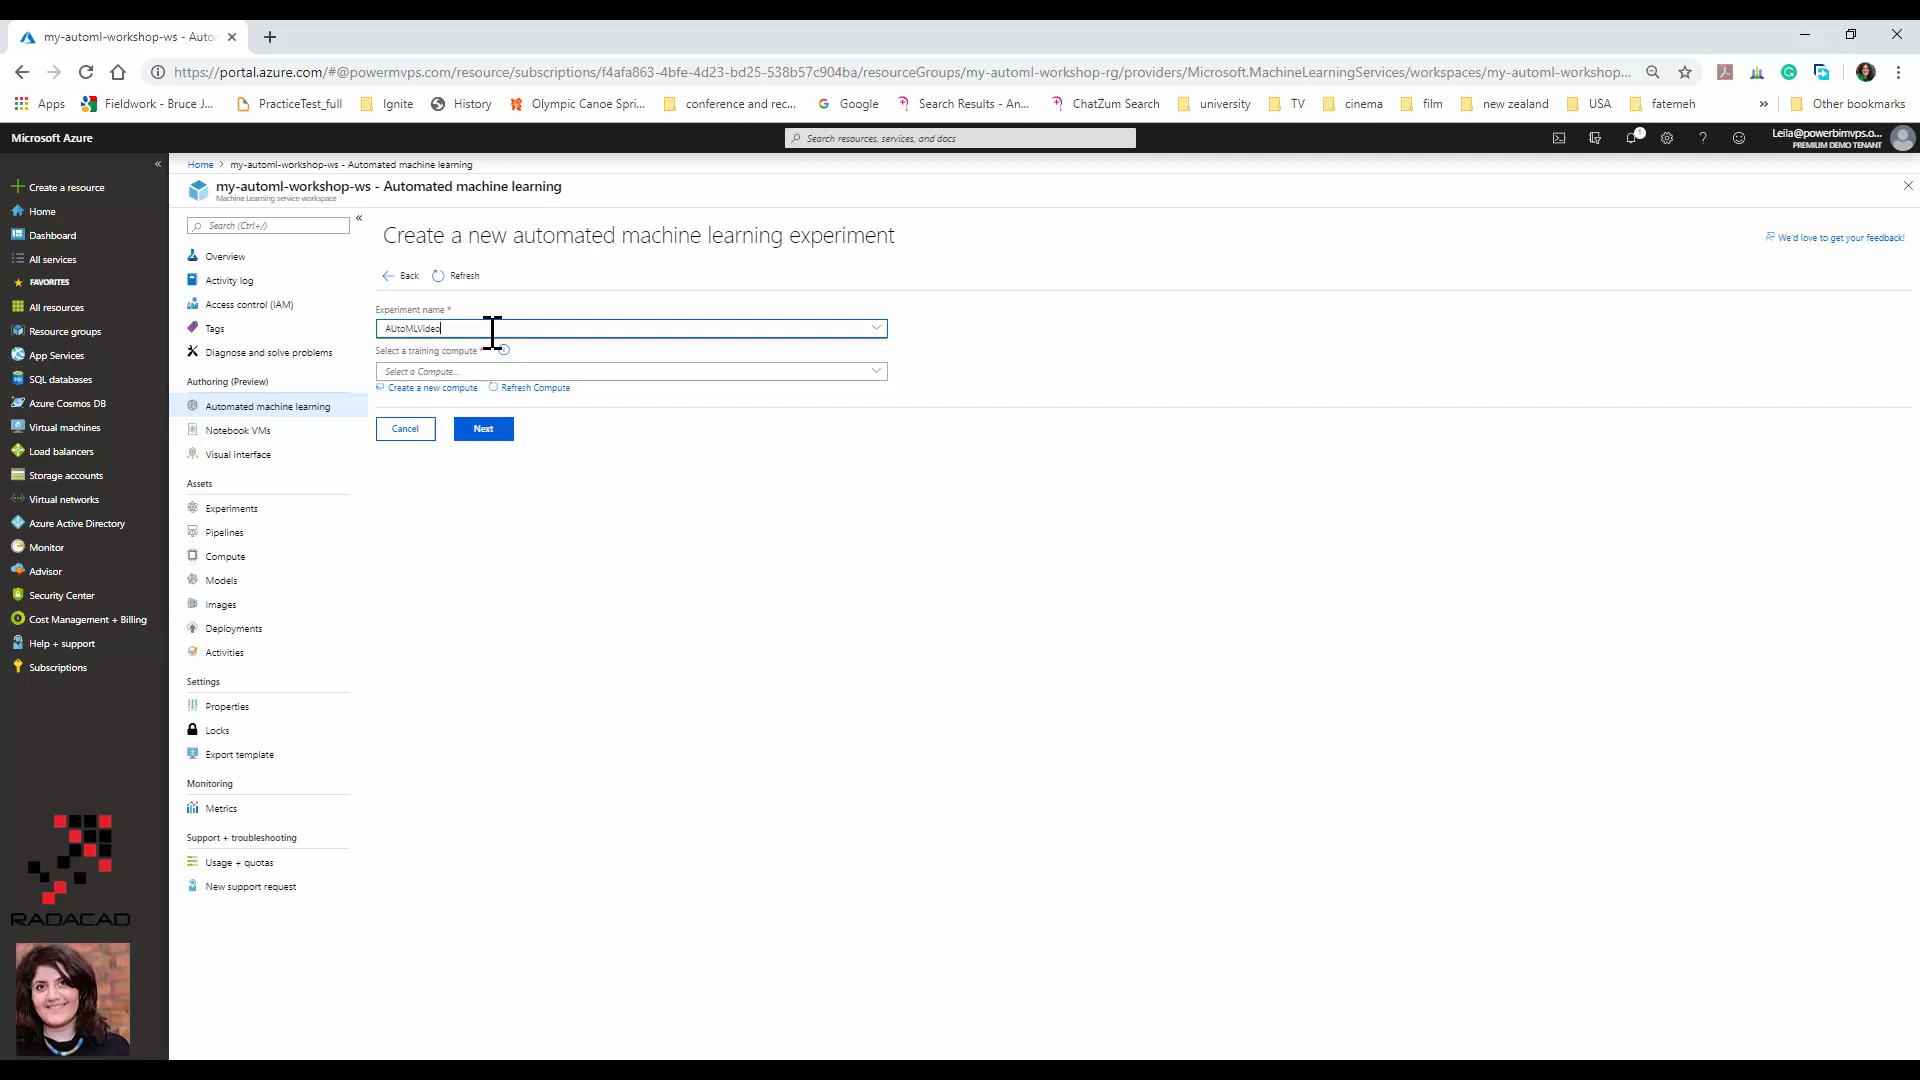 my-automl-workshop-ws - Auto
https://portal.azure.com/#@powermvps.com/resource/subscriptions/f4afa863-4bfe-4d23-bd25-538b57c904ba/resourceGroups/my-automl-workshop-rg/providers/Microsoft.MachineLearningServices/workspaces/my-automl-workshop...
Apps Fieldwork - Bruce J... PracticeTest_full Ignite History Olympic Canoe Spri... conference and rec... Google Search Results - An... ChatZum Search university TV cinema film new zealand USA fatemeh » Other bookmarks
Microsoft Azure
Search resources, services, and docs
1
Leila@powerbimvps.o...
PREMIUM DEMO TENANT
Create a resource
Home
Dashboard
All services
FAVORITES
All resources
Resource groups
App Services
SQL databases
Azure Cosmos DB
Virtual machines
Load balancers
Storage accounts
Virtual networks
Azure Active Directory
Monitor
Advisor
Security Center
Cost Management + Billing
Help + support
Subscriptions
RADACAD
Home > my-automl-workshop-ws - Automated machine learning
my-automl-workshop-ws - Automated machine learning
Machine Learning service workspace
Search (Ctrl+/)
Overview
Activity log
Access control (IAM)
Tags
Diagnose and solve problems
Authoring (Preview)
Automated machine learning
Notebook VMs
Visual interface
Assets
Experiments
Pipelines
Compute
Models
Images
Deployments
Activities
Settings
Properties
Locks
Export template
Monitoring
Metrics
Support + troubleshooting
Usage + quotas
New support request
Create a new automated machine learning experiment
We'd love to get your feedback!
Back Refresh
Experiment name *
AUtoMLVideo
Select a training compute *
Select a Compute...
Create a new compute Refresh Compute
Cancel Next